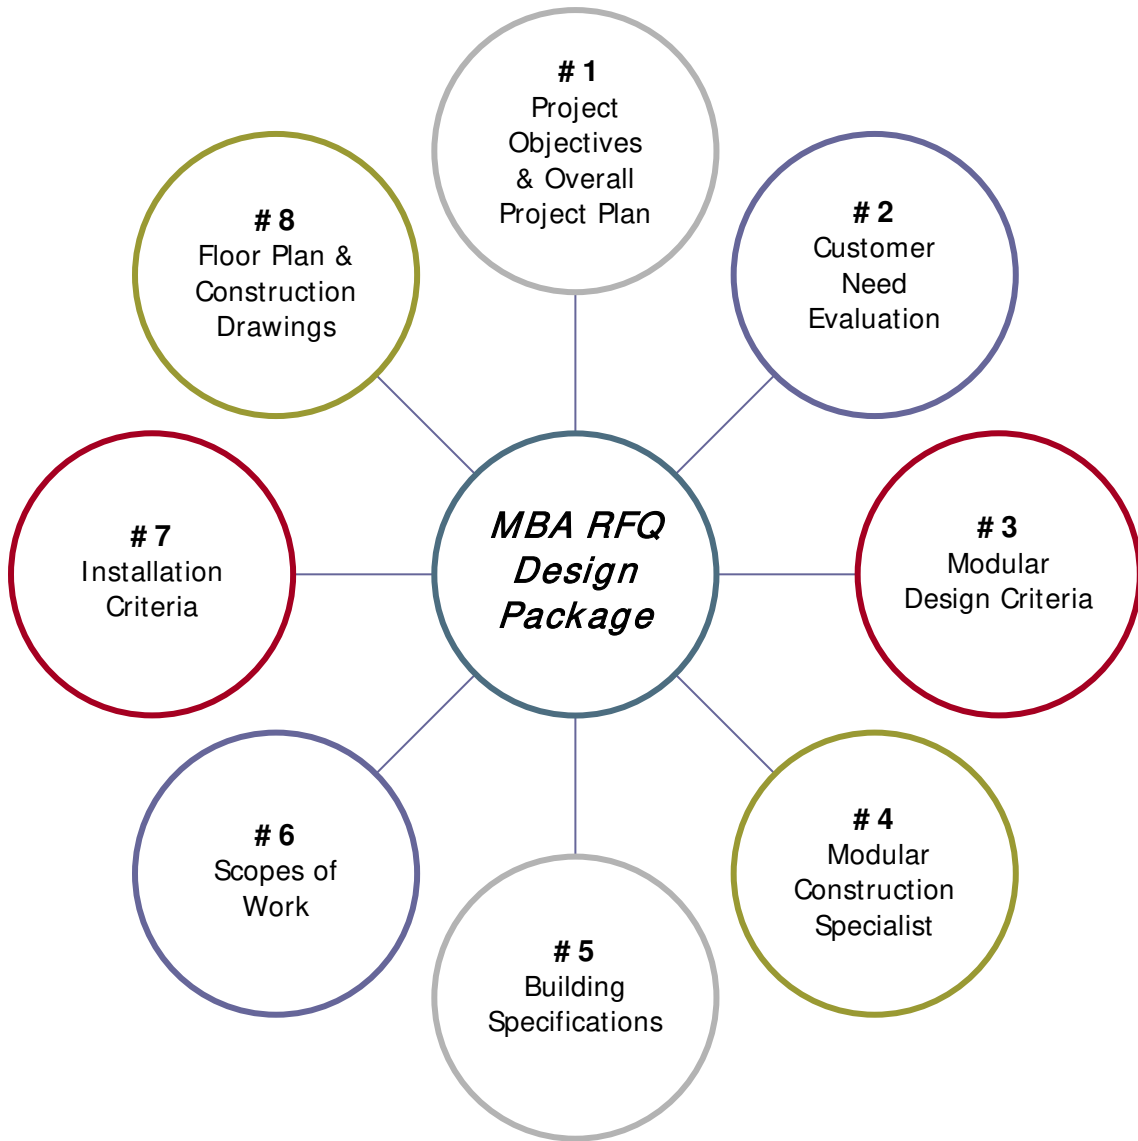 # 1
Project
Objectives
& Overall
Project Plan
# 2
Customer
Need
Evaluation
# 3
Modular
Design Criteria
# 4
Modular
Construction
Specialist
# 5
Building
Specifications
# 6
Scopes of
Work
# 7
Installation
Criteria
# 8
Floor Plan &
Construction
Drawings
MBA RFQ
Design
Package